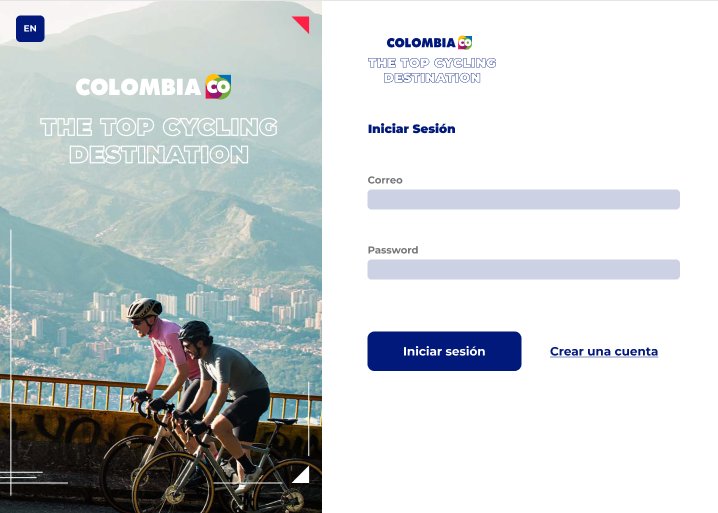 EN
COLOMBIA CO
THE TOP CYCLING
DESTINATION
COLOMBIA CO
THE TOP CYCLING
DESTINATION
Iniciar Sesión
Correo
Password
Iniciar sesión
Crear una cuenta